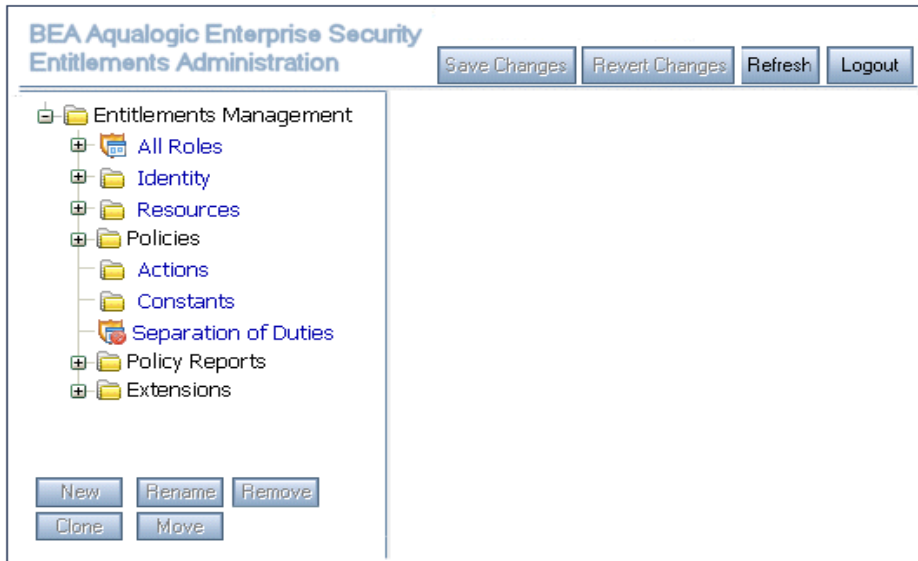 BEA Aqualogic Enterprise Security
Entitlements Administration
Save Changes Revert Changes Refresh Logout
Entitlements Management
All Roles
Identity
Resources
Policies
Actions
Constants
Separation of Duties
Policy Reports
Extensions
New Rename Remove
Clone Move